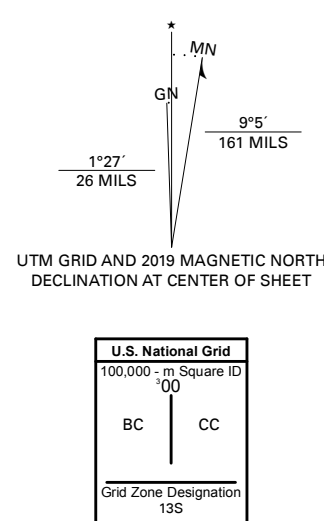 ★
MN
GN
9°5´
161 MILS
1°27´
26 MILS
UTM GRID AND 2019 MAGNETIC NORTH
DECLINATION AT CENTER OF SHEET
U.S. National Grid
100,000 - m Square ID
³00
BC CC
Grid Zone Designation
13S